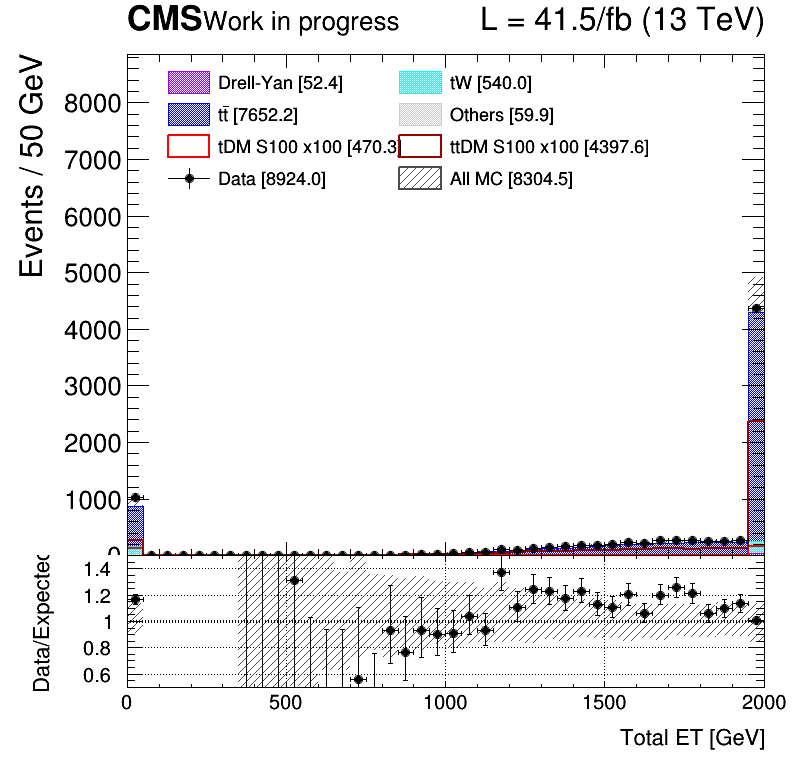 CMS Work in progress L = 41.5/fb (13 TeV)
Events / 50 GeV
Drell-Yan [52.4] tW [540.0]
tt̄ [7652.2] Others [59.9]
tDM S100 x100 [470.3] ttDM S100 x100 [4397.6]
Data [8924.0] All MC [8304.5]
8000
7000
6000
5000
4000
3000
2000
1000
0
Data/Expected
1.4
1.2
1
0.8
0.6
0 500 1000 1500 2000
Total ET [GeV]